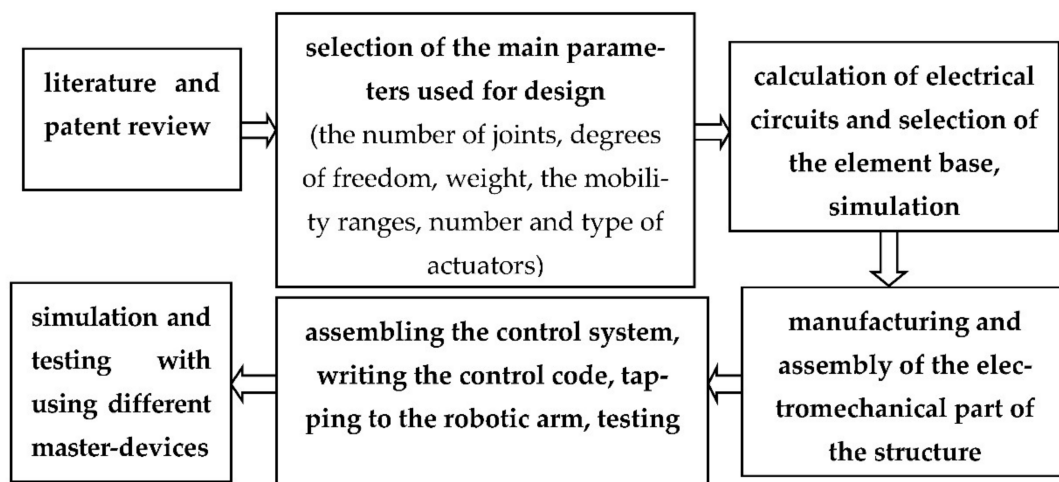 literature and
patent review
selection of the main parame-
ters used for design
(the number of joints, degrees
of freedom, weight, the mobili-
ty ranges, number and type of
actuators)
calculation of electrical
circuits and selection of
the element base,
simulation
manufacturing and
assembly of the elec-
tromechanical part of
the structure
assembling the control system,
writing the control code, tap-
ping to the robotic arm, testing
simulation and
testing with
using different
master-devices